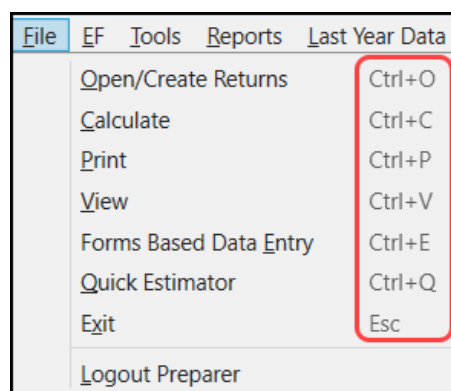 File EF Tools Reports Last Year Data
Open/Create Returns Ctrl+O
Calculate Ctrl+C
Print Ctrl+P
View Ctrl+V
Forms Based Data Entry Ctrl+E
Quick Estimator Ctrl+Q
Exit Esc
Logout Preparer